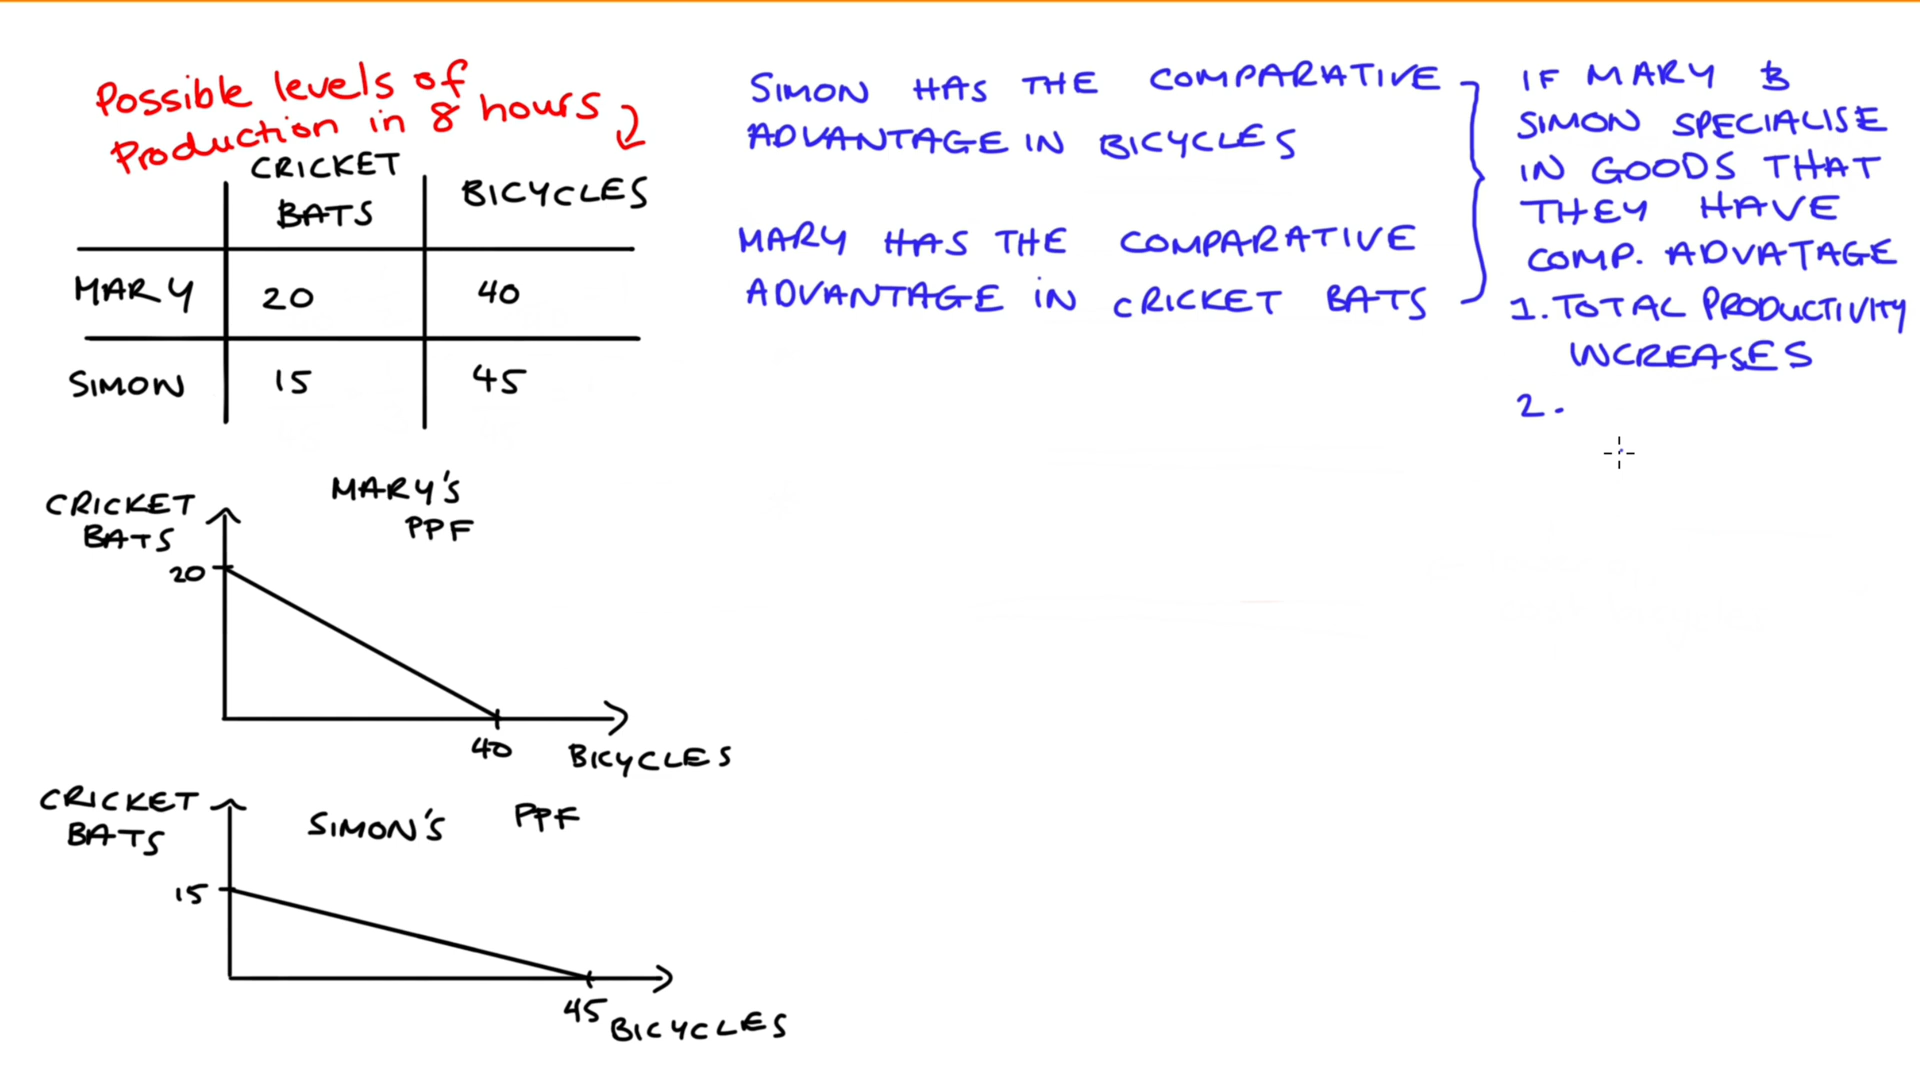 Possible levels of
Production in 8 hours
CRICKET
BATS
BICYCLES
MARY
20
40
SIMON
15
45
SIMON HAS THE COMPARATIVE
ADVANTAGE IN BICYCLES
MARY HAS THE COMPARATIVE
ADVANTAGE IN CRICKET BATS
IF MARY &
SIMON SPECIALISE
IN GOODS THAT
THEY HAVE
COMP. ADVATAGE
1. TOTAL PRODUCTIVITY
INCREASES
2.
CRICKET
BATS
MARY'S
PPF
20
40
BICYCLES
CRICKET
BATS
SIMON'S PPF
15
45
BICYCLES